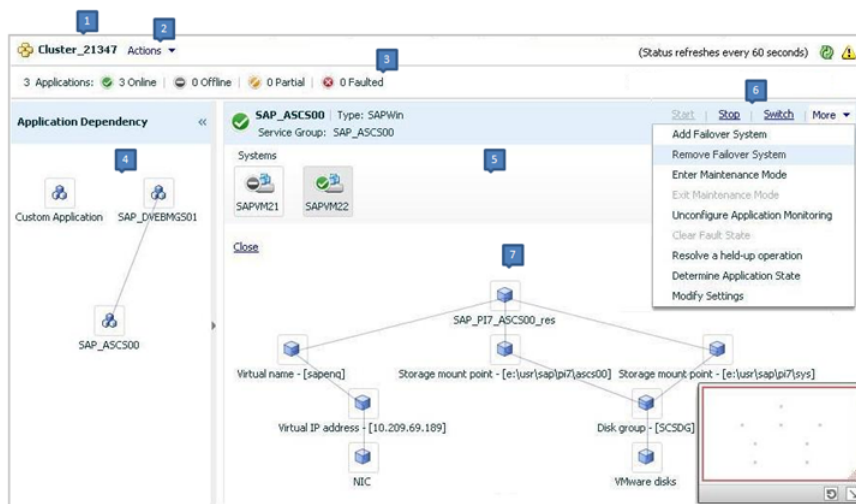 1
2
Cluster_21347 Actions
(Status refreshes every 60 seconds)
3
3 Applications: 3 Online | 0 Offline | 0 Partial | 0 Faulted
6
Application Dependency «
SAP_ASCS00 | Type: SAPWin
Service Group: SAP_ASCS00
Start | Stop | Switch | More
4
5
Systems
SAPVM21 SAPVM22
Add Failover System
Remove Failover System
Enter Maintenance Mode
Exit Maintenance Mode
Unconfigure Application Monitoring
Clear Fault State
Resolve a held-up operation
Determine Application State
Modify Settings
Custom Application SAP_DVEBMGS01
SAP_ASCS00
Close
7
SAP_PI7_ASCS00_res
Virtual name - [sapenq] Storage mount point - [e:\usr\sap\pi7\ascs00] Storage mount point - [e:\usr\sap\pi7\sys]
Virtual IP address - [10.209.69.189] Disk group - [SCSDG]
NIC VMware disks